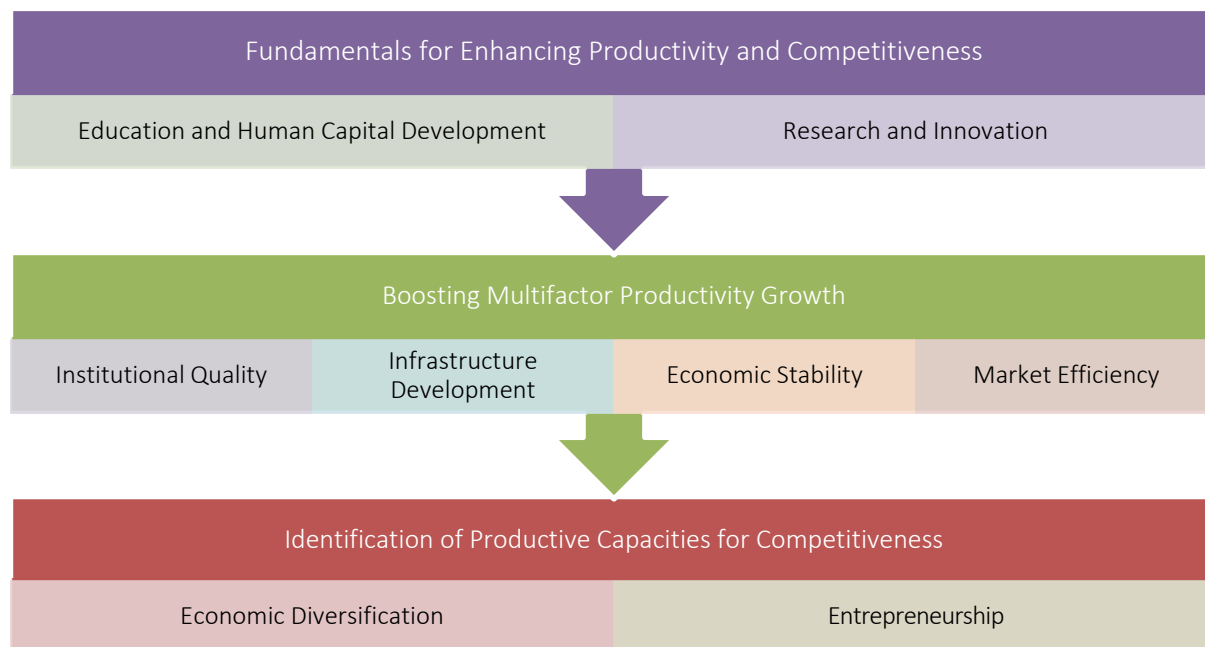 Fundamentals for Enhancing Productivity and Competitiveness
Education and Human Capital Development
Research and Innovation
Boosting Multifactor Productivity Growth
Institutional Quality
Infrastructure
Development
Economic Stability
Market Efficiency
Identification of Productive Capacities for Competitiveness
Economic Diversification
Entrepreneurship